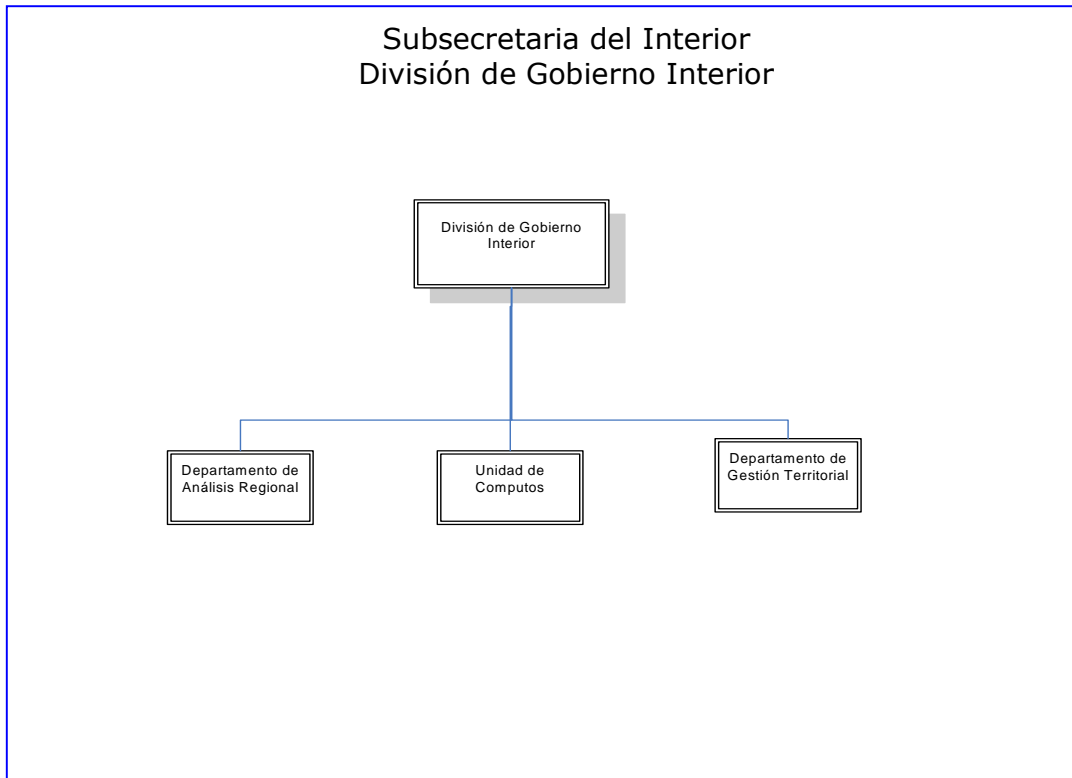 Subsecretaria del Interior
División de Gobierno Interior
División de Gobierno
Interior
Departamento de
Análisis Regional
Unidad de
Computos
Departamento de
Gestión Territorial